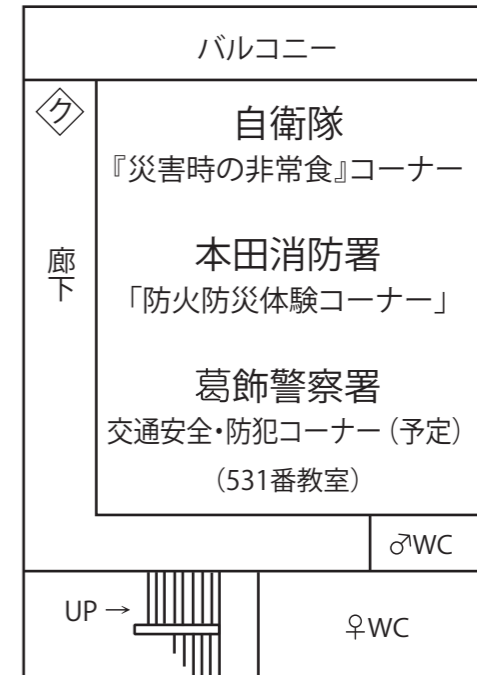 バルコニー
ク
自衛隊
『災害時の非常食』コーナー
廊下
本田消防署
「防火防災体験コーナー」
葛飾警察署
交通安全・防犯コーナー（予定）
（531番教室）
♂WC
UP →
♀WC